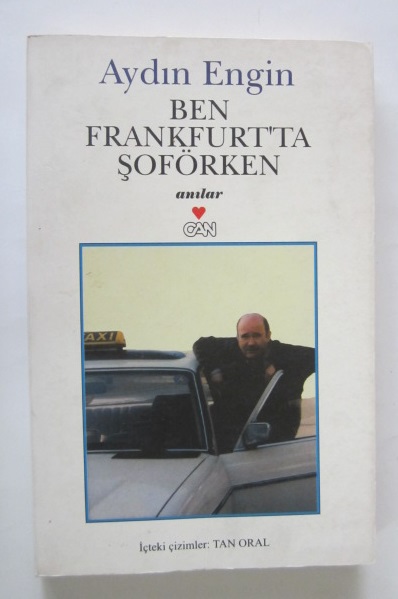 Aydın Engin
BEN
FRANKFURT'TA
ŞOFÖRKEN
anılar
CAN
TAXI
İçteki çizimler: TAN ORAL